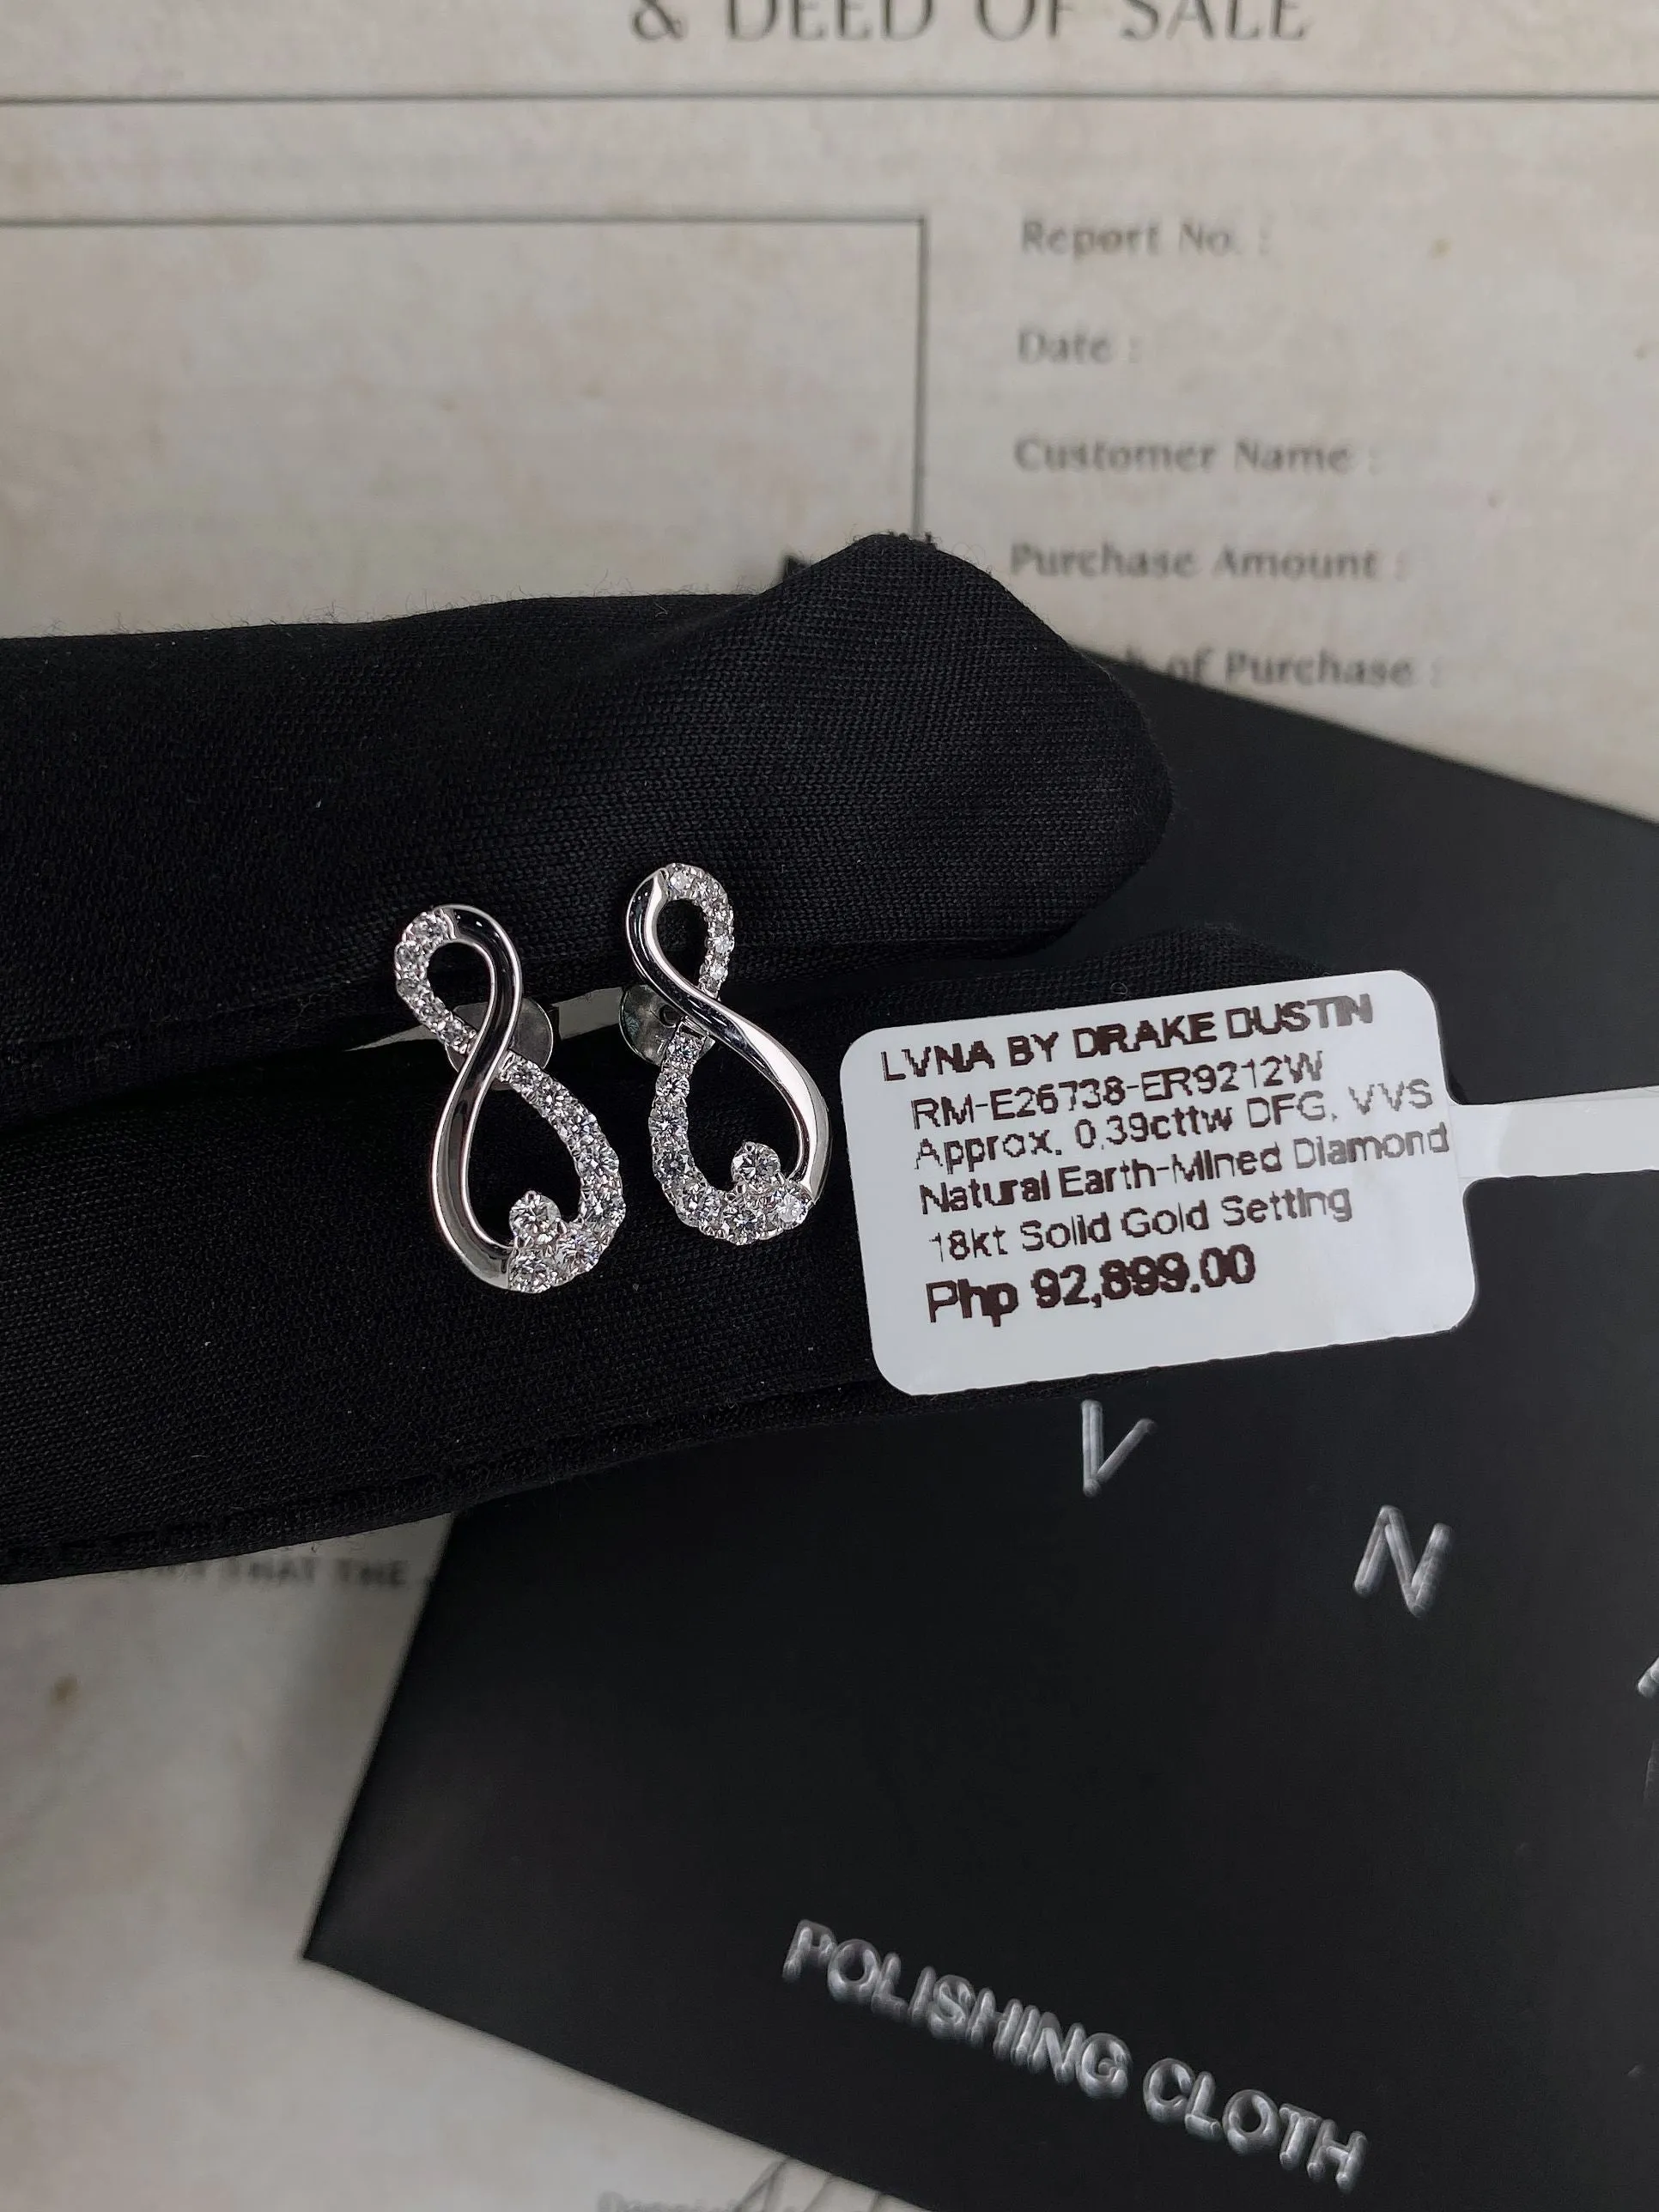 & DEED OF SALE
Report No. :
Date :
Customer Name :
Purchase Amount :
of Purchase :
LVNA BY DRAKE DUSTIN
RM-E26738-ER9212W
Approx. 0.39cttw DFG, VVS
Natural Earth-Mined Diamond
18kt Solid Gold Setting
Php 92,899.00
V
N
THAT THE
POLISHING CLOTH